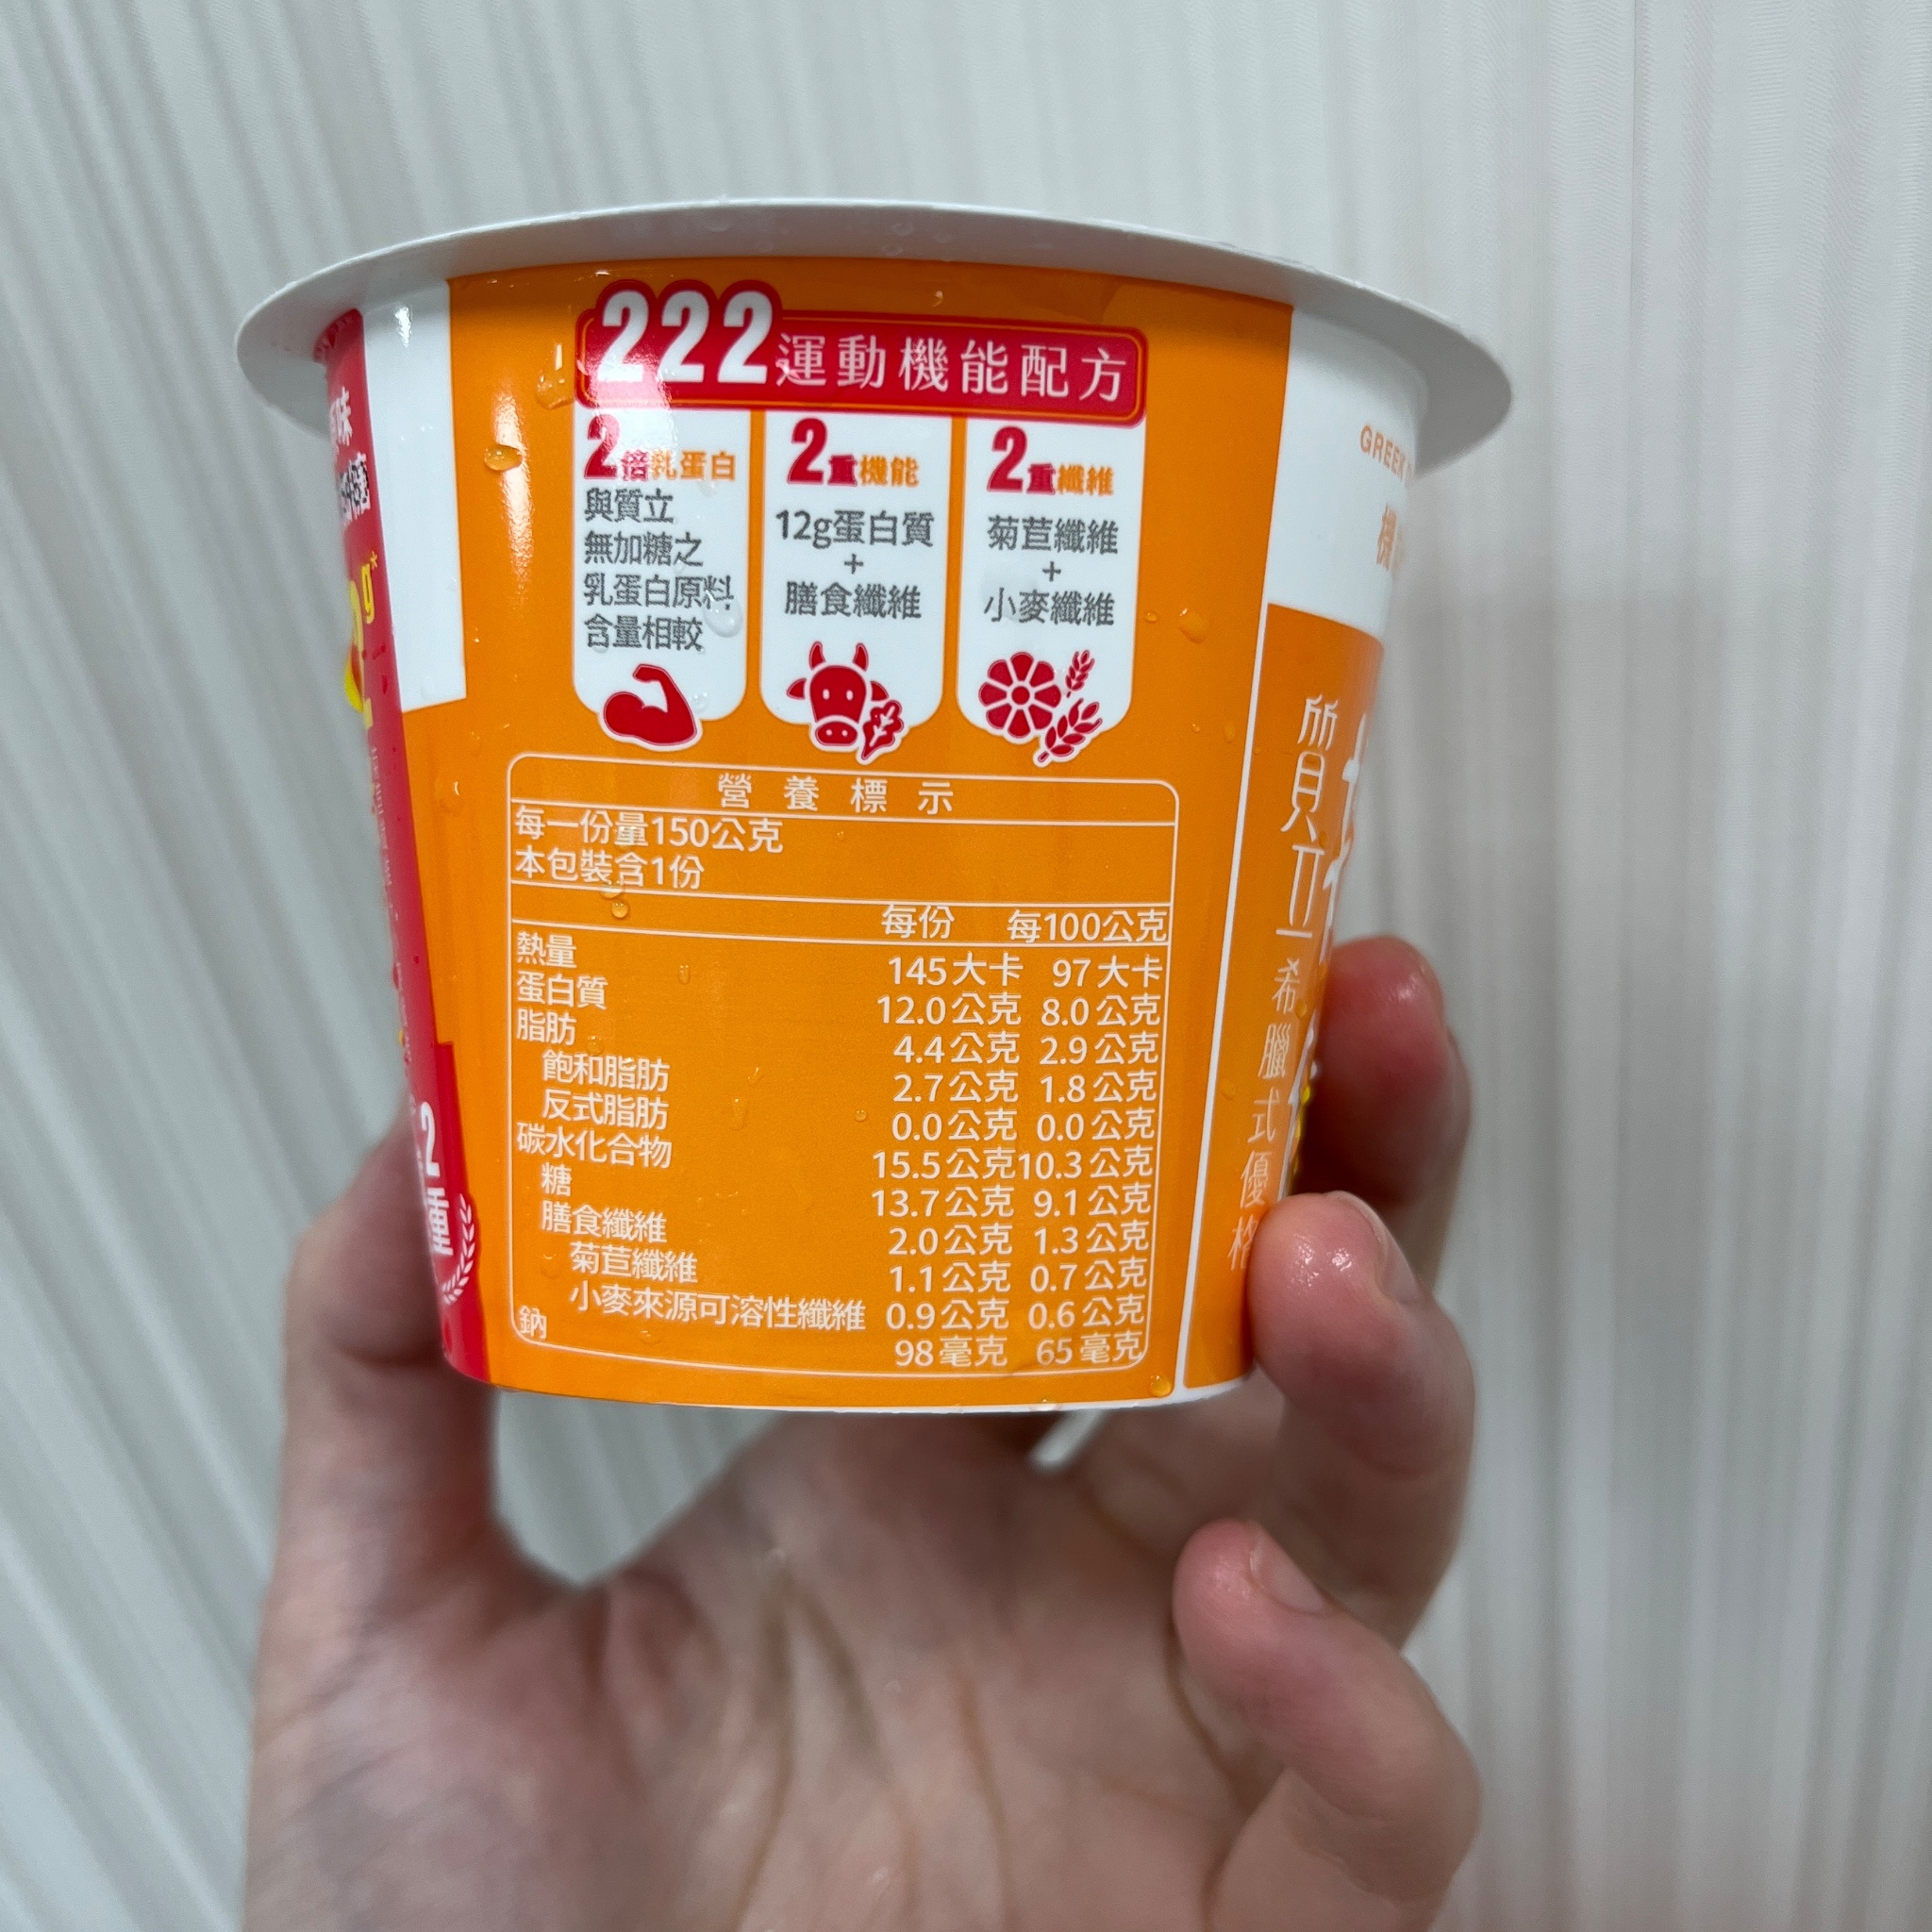 222運動機能配方
2倍乳蛋白
與質立
無加糖之
乳蛋白原料
含量相較
2重機能
12g蛋白質
+
膳食纖維
2重纖維
菊苣纖維
+
小麥纖維
營養標示
每一份量150公克
本包裝含1份
每份 每100公克
熱量 145大卡 97大卡
蛋白質 12.0公克 8.0公克
脂肪 4.4公克 2.9公克
飽和脂肪 2.7公克 1.8公克
反式脂肪 0.0公克 0.0公克
碳水化合物 15.5公克 10.3公克
糖 13.7公克 9.1公克
膳食纖維 2.0公克 1.3公克
菊苣纖維 1.1公克 0.7公克
小麥來源可溶性纖維 0.9公克 0.6公克
鈉 98毫克 65毫克
GREEK
機
質立
希臘式優格
味
g*
2
重